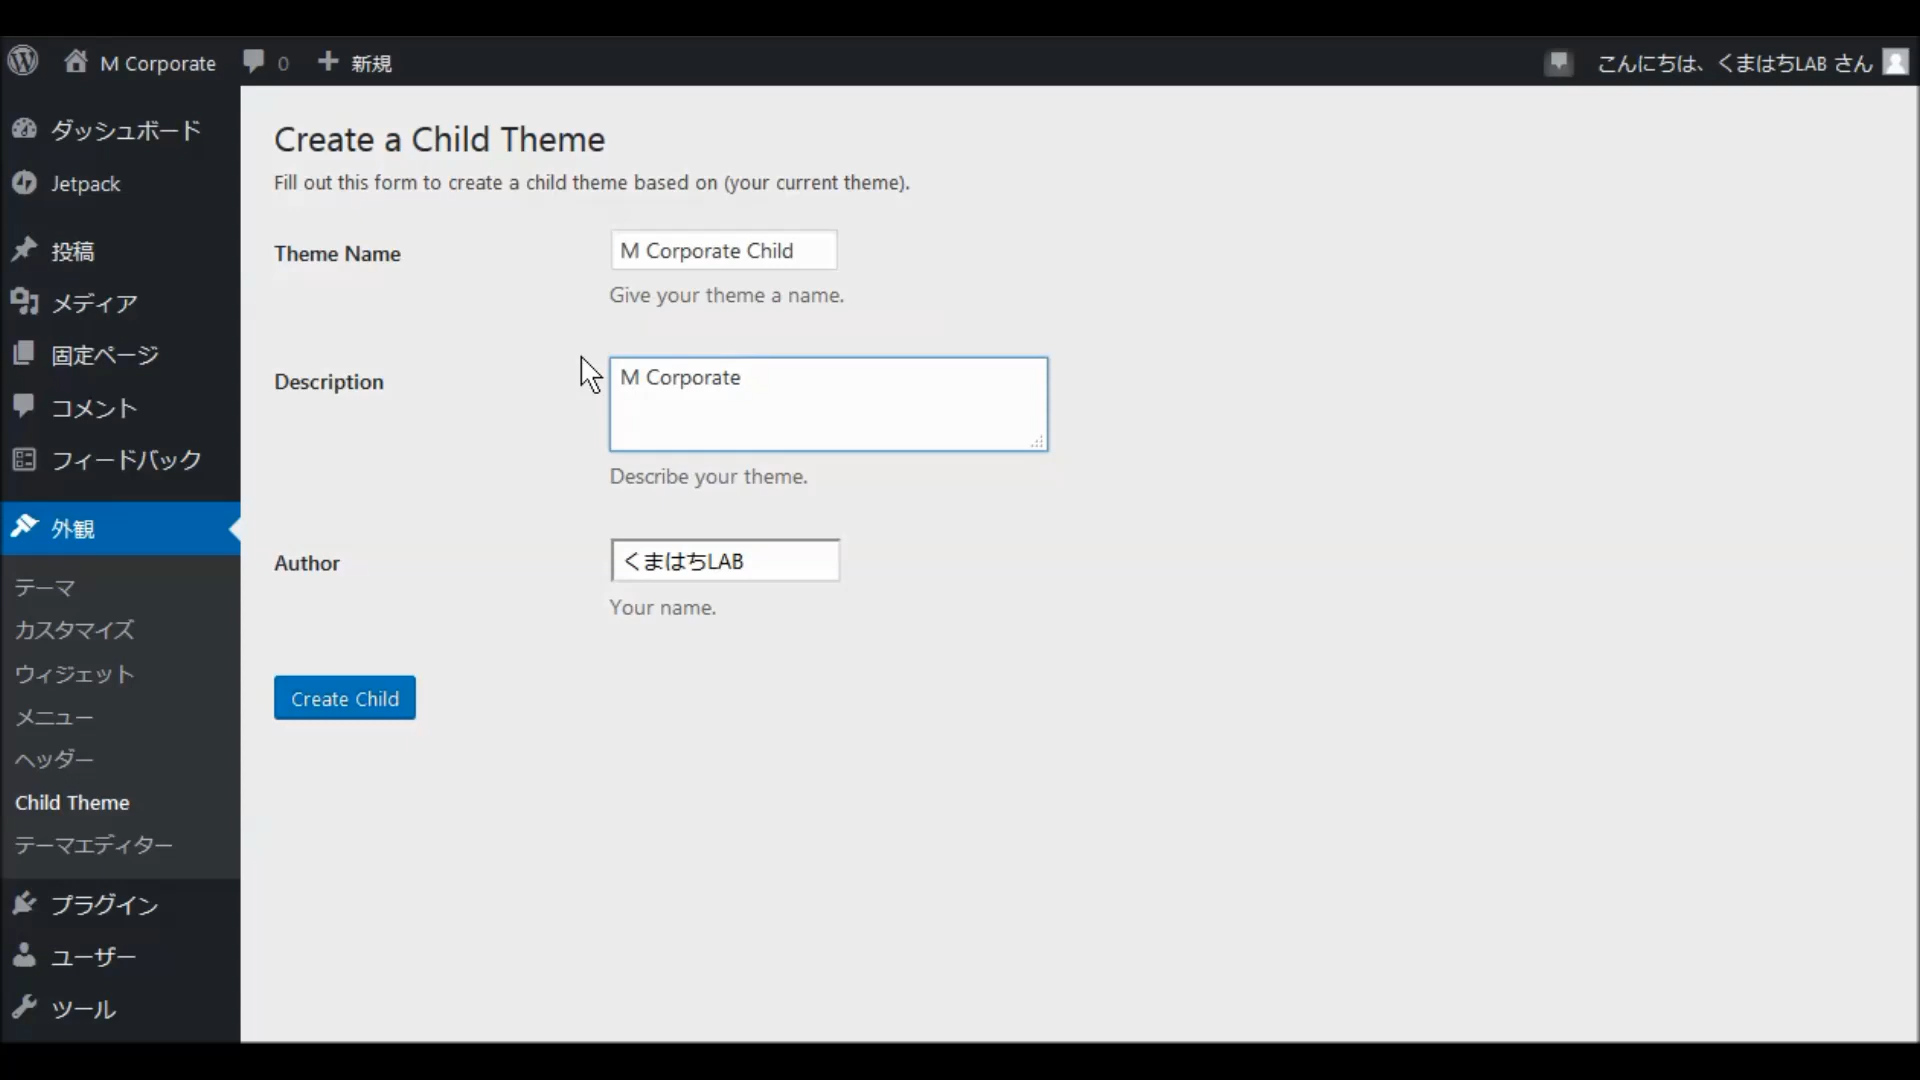 M Corporate 0 新規 こんにちは、くまはちLAB さん
ダッシュボード
Jetpack
投稿
メディア
固定ページ
コメント
フィードバック
外観
テーマ
カスタマイズ
ウィジェット
メニュー
ヘッダー
Child Theme
テーマエディター
プラグイン
ユーザー
ツール
Create a Child Theme
Fill out this form to create a child theme based on (your current theme).
Theme Name M Corporate Child
Give your theme a name.
Description M Corporate
Describe your theme.
Author くまはちLAB
Your name.
Create Child